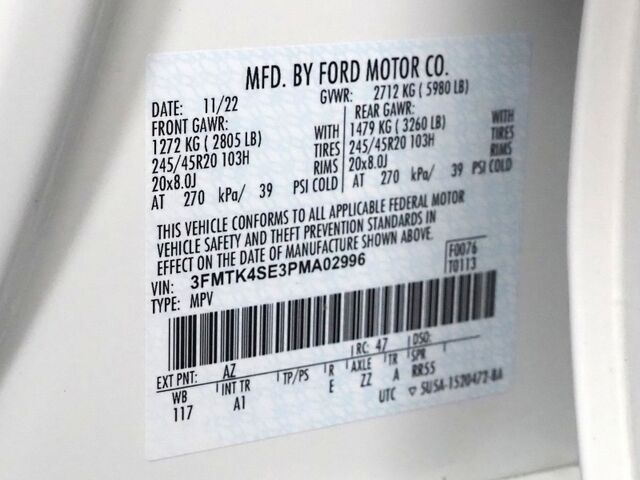 MFD. BY FORD MOTOR CO.
DATE: 11/22 GVWR: 2712 KG ( 5980 LB)
FRONT GAWR: REAR GAWR:
1272 KG ( 2805 LB) WITH 1479 KG ( 3260 LB) WITH
245/45R20 103H TIRES 245/45R20 103H TIRES
20x8.0J RIMS 20x8.0J RIMS
AT 270 kPa/ 39 PSI COLD AT 270 kPa/ 39 PSI COLD
THIS VEHICLE CONFORMS TO ALL APPLICABLE FEDERAL MOTOR
VEHICLE SAFETY AND THEFT PREVENTION STANDARDS IN
EFFECT ON THE DATE OF MANUFACTURE SHOWN ABOVE.
VIN: 3FMTK4SE3PMA02996 F0076
TYPE: MPV T0113
EXT PNT: AZ RC: 47 DSO:
WB INT TR TP/PS R AXLE TR SPR
117 A1 E ZZ A RR55
UTC ▽ SU5A-1520472-BA